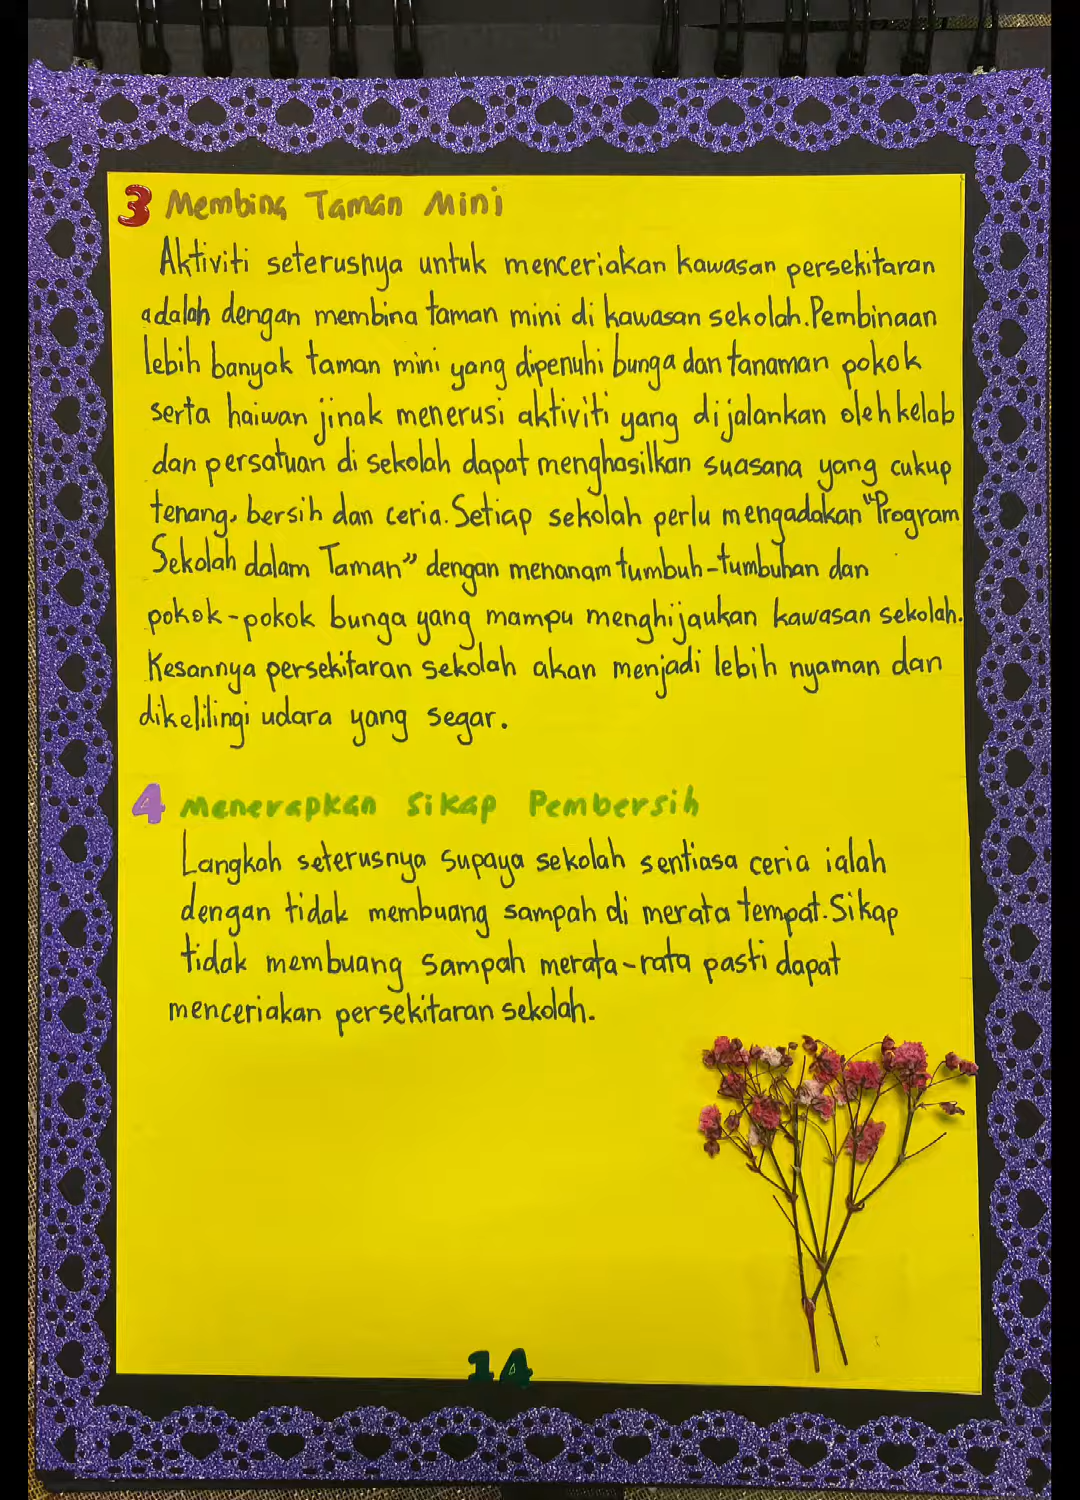 3 Membina Taman Mini
Aktiviti seterusnya untuk menceriakan kawasan persekitaran
adalah dengan membina taman mini di kawasan sekolah. Pembinaan
lebih banyak taman mini yang dipenuhi bunga dan tanaman pokok
serta haiwan jinak menerusi aktiviti yang dijalankan oleh kelab
dan persatuan di sekolah dapat menghasilkan suasana yang cukup
tenang, bersih dan ceria. Setiap sekolah perlu mengadakan "Program
Sekolah dalam Taman" dengan menanam tumbuh-tumbuhan dan
pokok-pokok bunga yang mampu menghijaukan kawasan sekolah.
Kesannya persekitaran sekolah akan menjadi lebih nyaman dan
dikelilingi udara yang segar.
4 Menerapkan Sikap Pembersih
Langkah seterusnya supaya sekolah sentiasa ceria ialah
dengan tidak membuang sampah di merata tempat. Sikap
tidak membuang sampah merata-rata pasti dapat
menceriakan persekitaran sekolah.
14